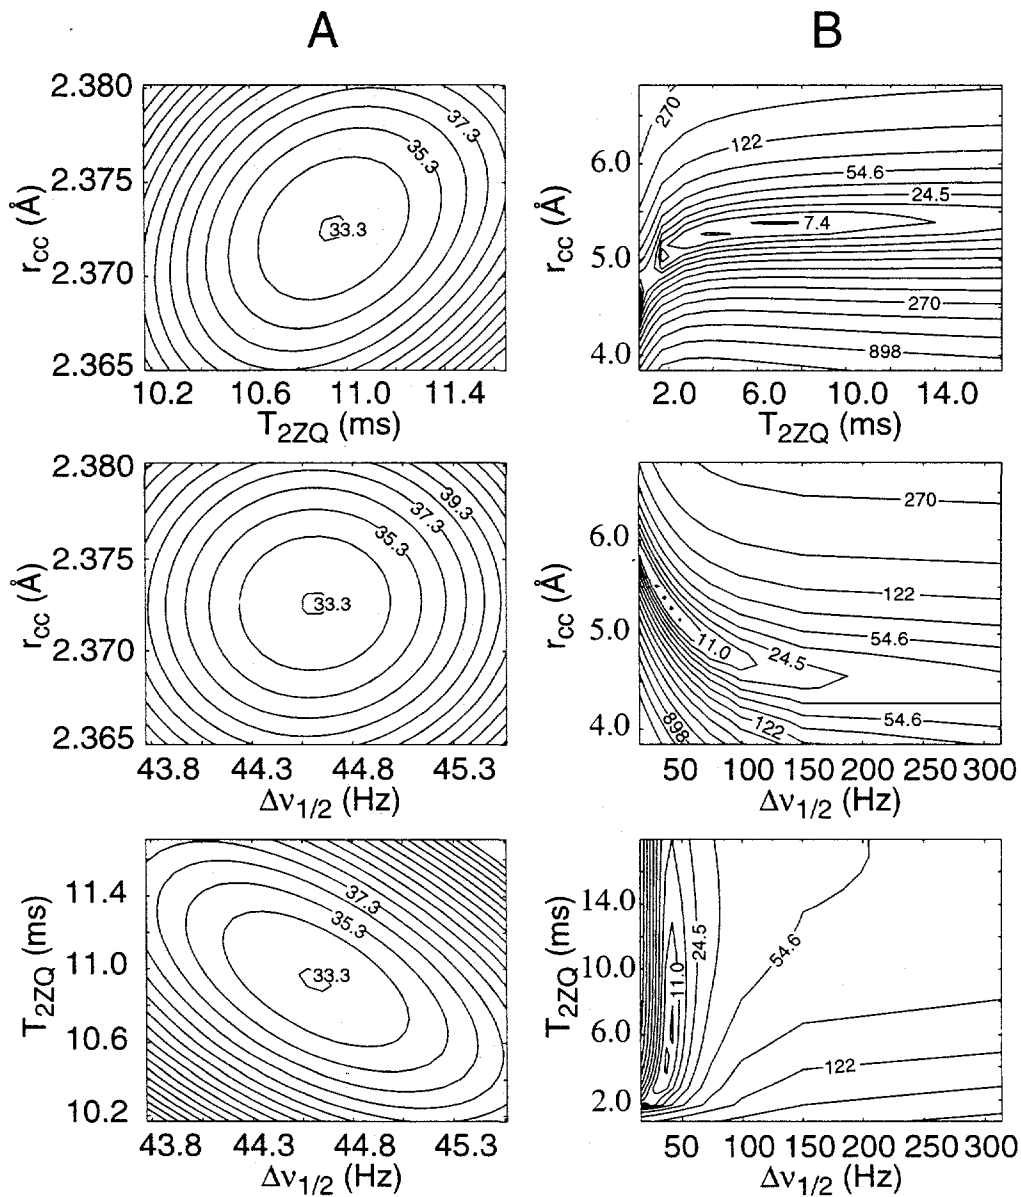 A
B
2.380
2.375
2.370
2.365
r_cc (Å)
37.3
35.3
33.3
10.2 10.6 11.0 11.4
T_2ZQ (ms)
6.0
5.0
4.0
r_cc (Å)
270
122
54.6
24.5
7.4
270
898
2.0 6.0 10.0 14.0
T_2ZQ (ms)
2.380
2.375
2.370
2.365
r_cc (Å)
39.3
37.3
35.3
33.3
43.8 44.3 44.8 45.3
Δν_1/2 (Hz)
6.0
5.0
4.0
r_cc (Å)
270
122
54.6
11.0
24.5
54.6
122
898
50 100 150 200 250 300
Δν_1/2 (Hz)
11.4
11.0
10.6
10.2
T_2ZQ (ms)
37.3
35.3
33.3
43.8 44.3 44.8 45.3
Δν_1/2 (Hz)
14.0
10.0
6.0
2.0
T_2ZQ (ms)
11.0
24.5
54.6
122
50 100 150 200 250 300
Δν_1/2 (Hz)